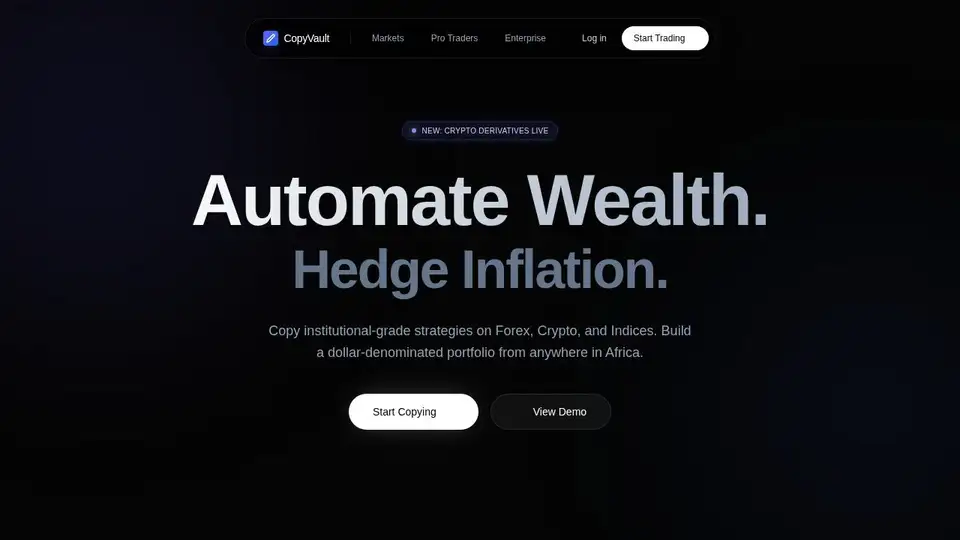 CopyVault
Markets
Pro Traders
Enterprise
Log in
Start Trading
NEW: CRYPTO DERIVATIVES LIVE
Automate Wealth.
Hedge Inflation.
Copy institutional-grade strategies on Forex, Crypto, and Indices. Build
a dollar-denominated portfolio from anywhere in Africa.
Start Copying
View Demo